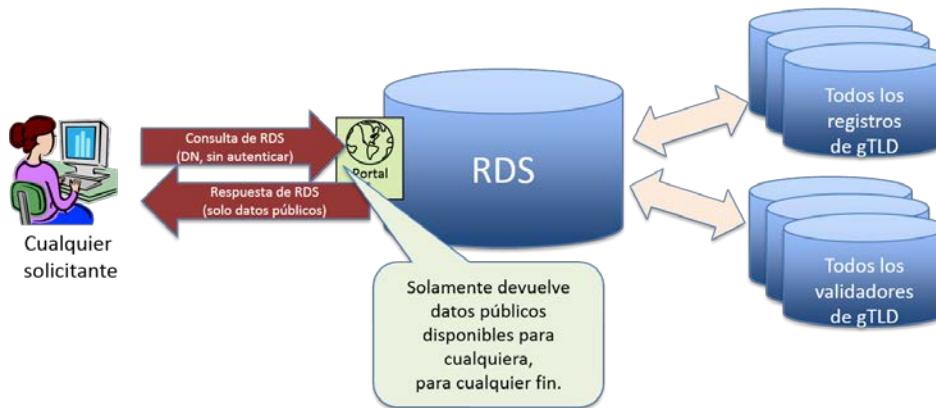 Consulta de RDS
(DN, sin autenticar)
Respuesta de RDS
(solo datos públicos)
Cualquier
solicitante
Portal
RDS
Solamente devuelve
datos públicos
disponibles para
cualquiera,
para cualquier fin.
Todos los
registros
de gTLD
Todos los
validadores
de gTLD